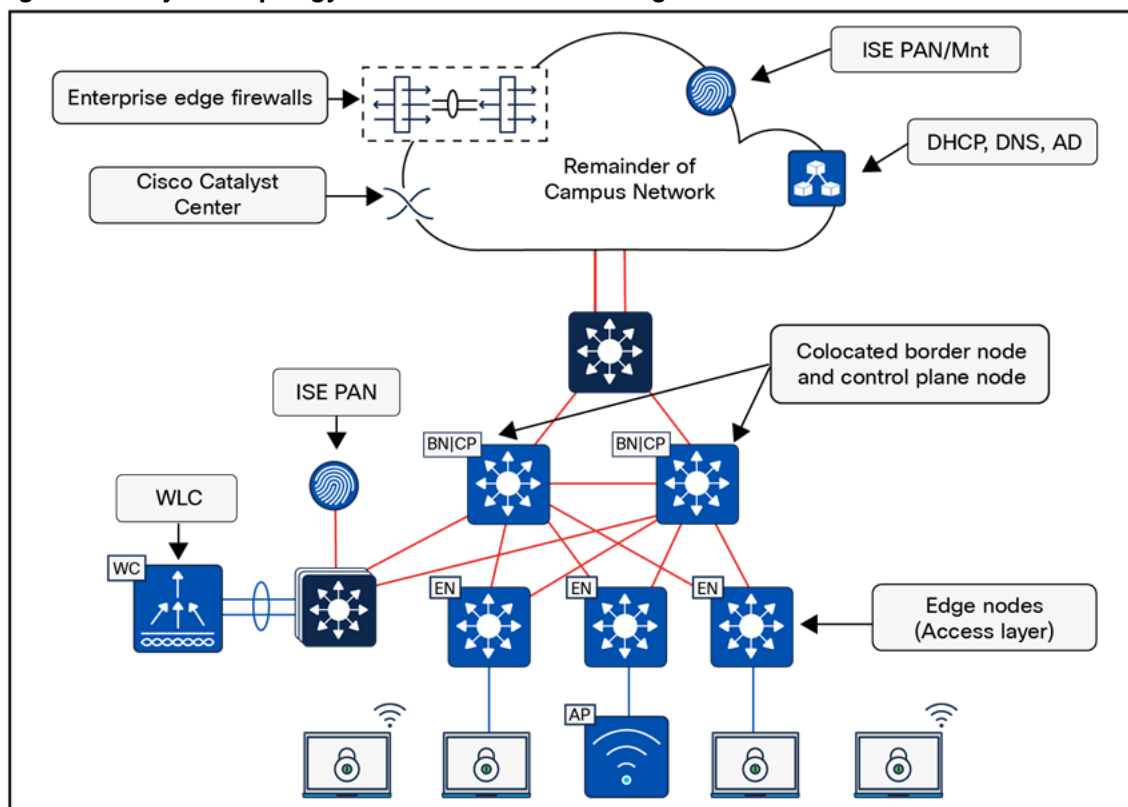 ISE PAN/Mnt
Enterprise edge firewalls
DHCP, DNS, AD
Remainder of
Campus Network
Cisco Catalyst
Center
Colocated border node
and control plane node
ISE PAN
BN|CP
BN|CP
WLC
WC
EN
EN
EN
Edge nodes
(Access layer)
AP